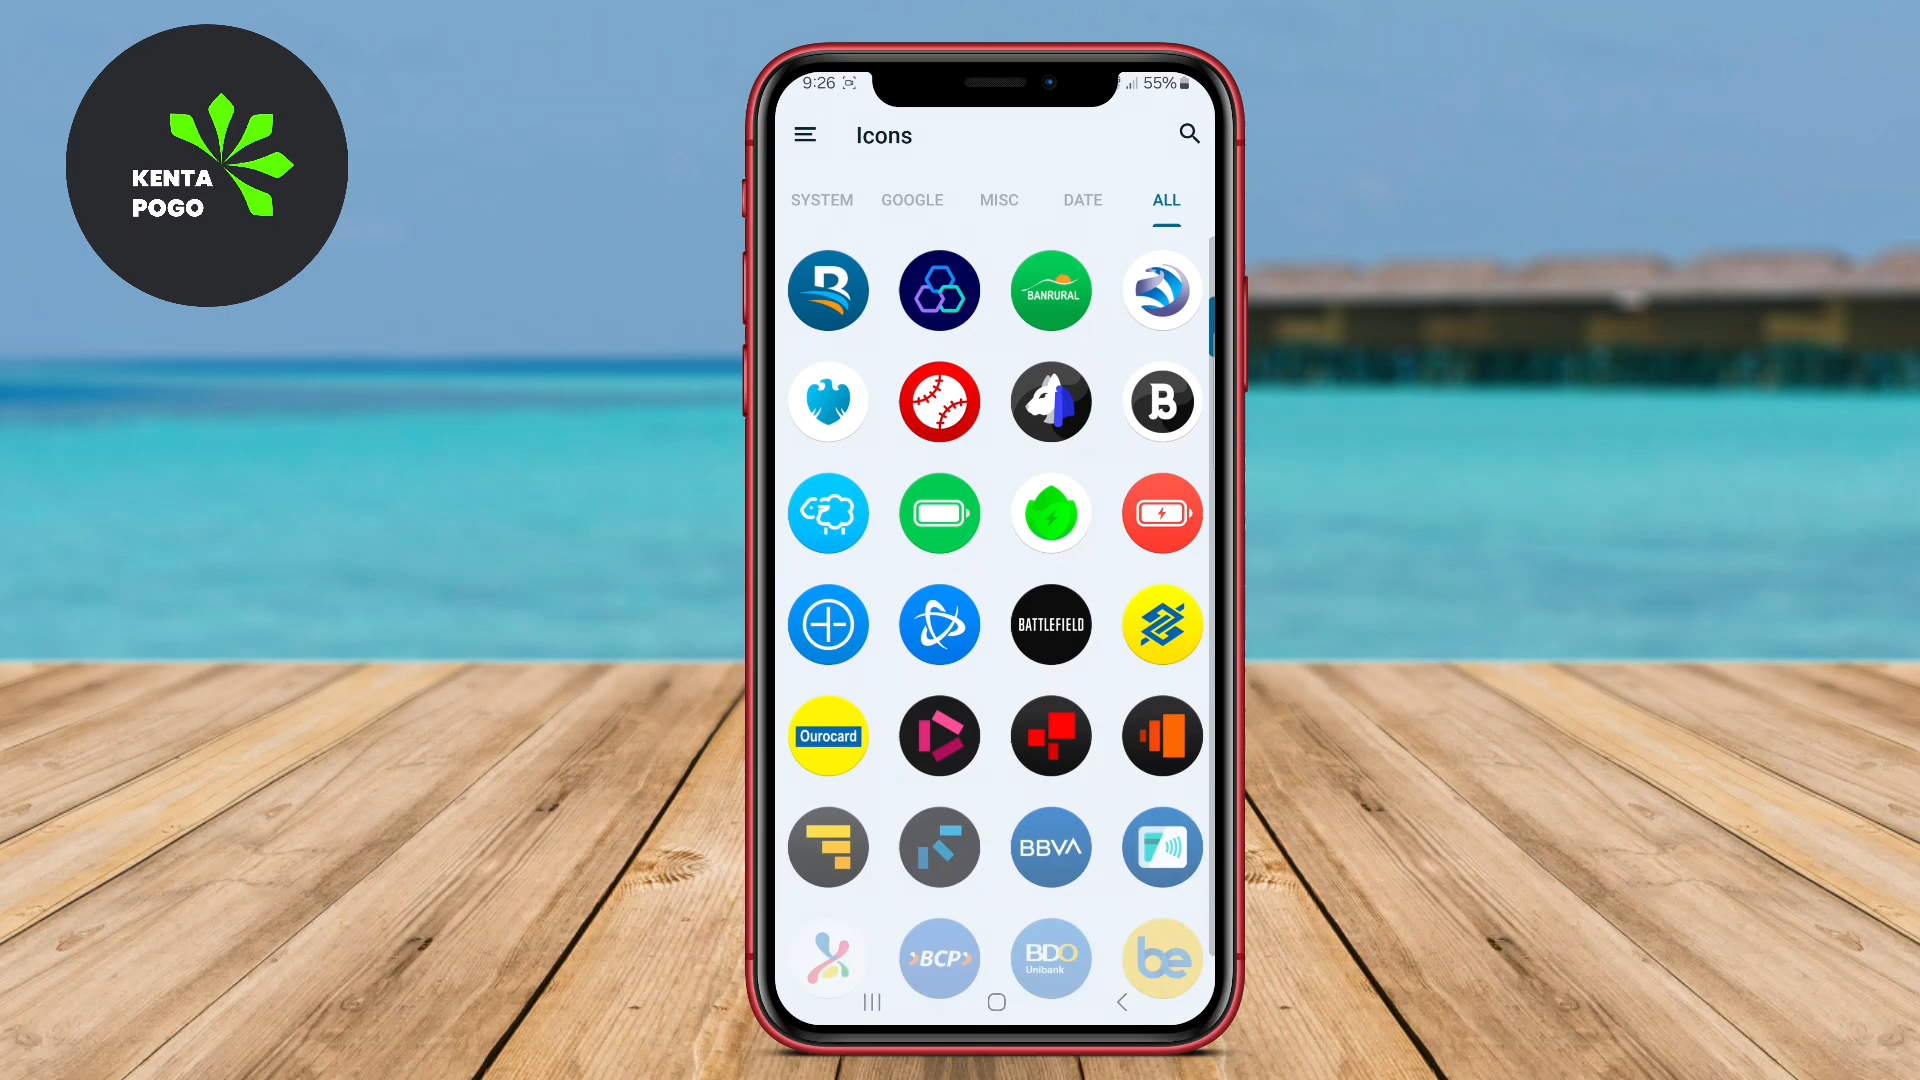 KENTA
POGO
9:26
55%
Icons
SYSTEM GOOGLE MISC DATE ALL
BANRURAL
B
BATTLEFIELD
Ourocard
BBVA
BCP
BDO
Unibank
be